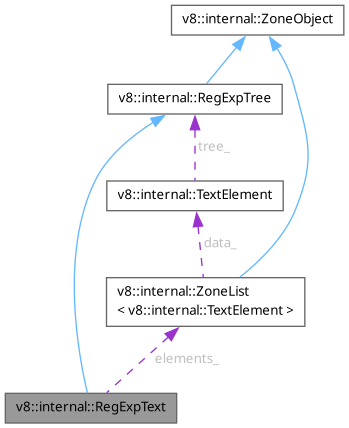 v8::internal::ZoneObject
v8::internal::RegExpTree
tree_
v8::internal::TextElement
data_
v8::internal::ZoneList
< v8::internal::TextElement >
elements_
v8::internal::RegExpText